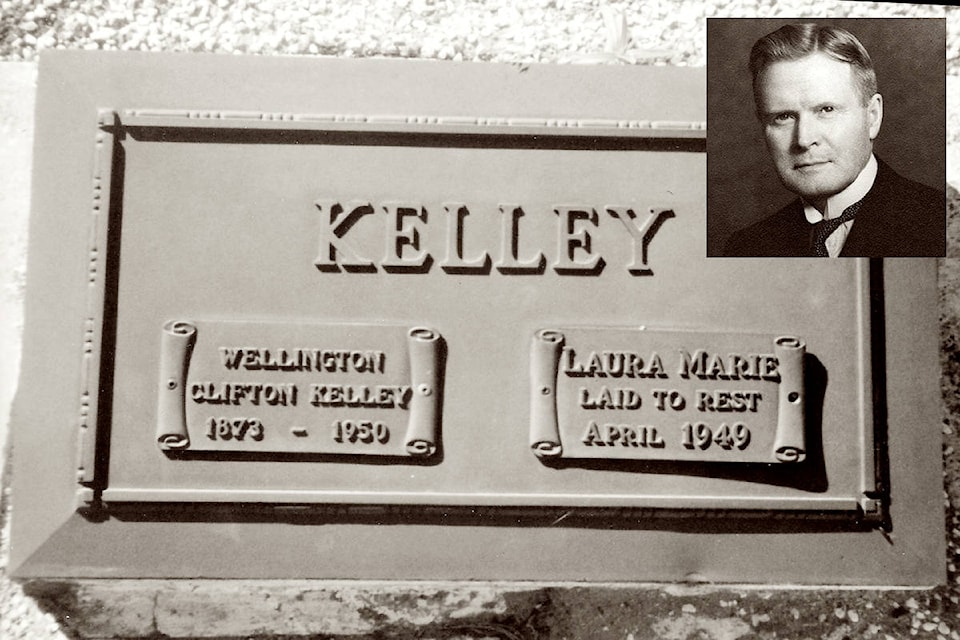 KELLEY
WELLINGTON
CLIFTON KELLEY
1873 - 1950
LAURA MARIE
LAID TO REST
APRIL 1949